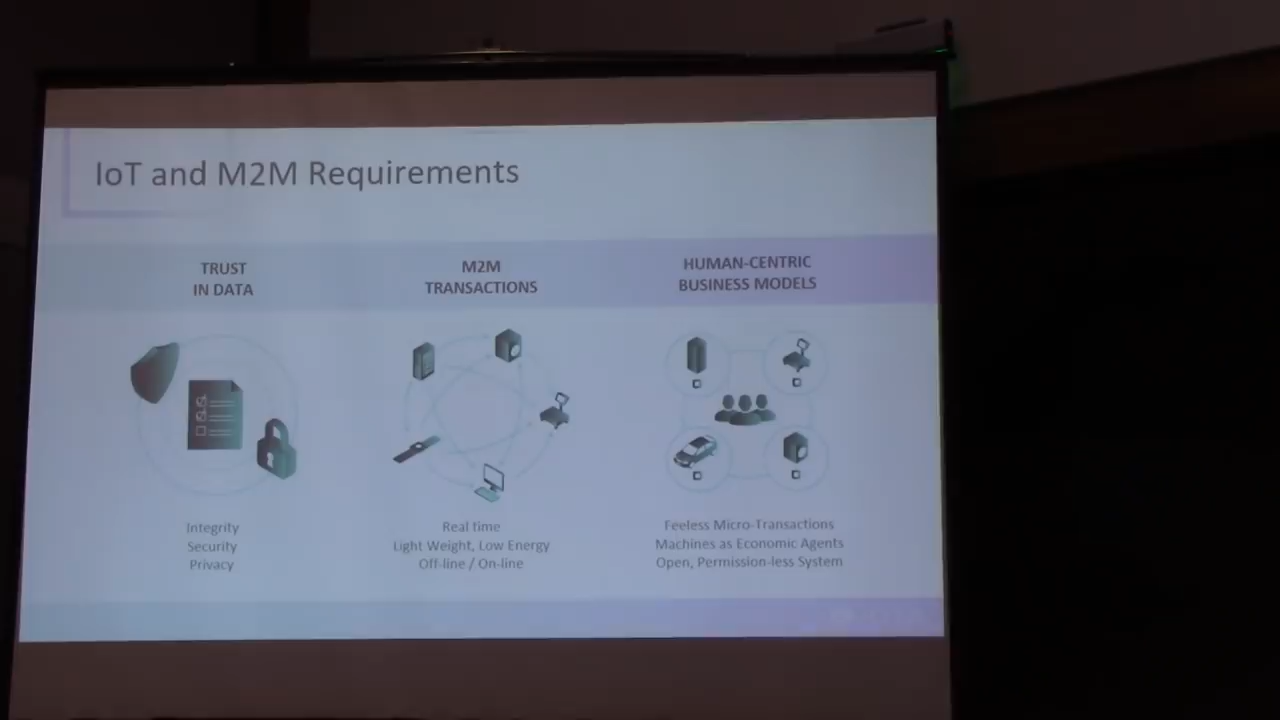 IoT and M2M Requirements
TRUST
IN DATA
M2M
TRANSACTIONS
HUMAN-CENTRIC
BUSINESS MODELS
Integrity
Security
Privacy
Real time
Light Weight, Low Energy
Off-line / On-line
Feeless Micro-Transactions
Machines as Economic Agents
Open, Permission-less System